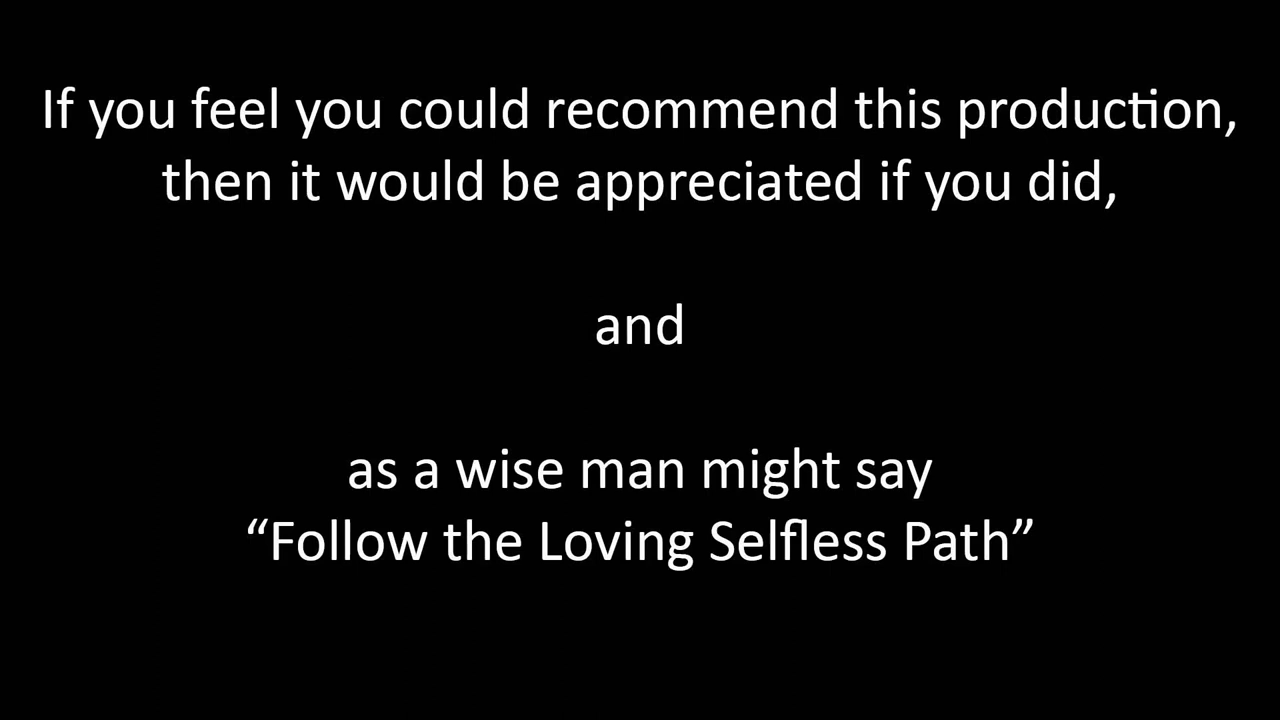 If you feel you could recommend this production,
then it would be appreciated if you did,
and
as a wise man might say
“Follow the Loving Selfless Path”